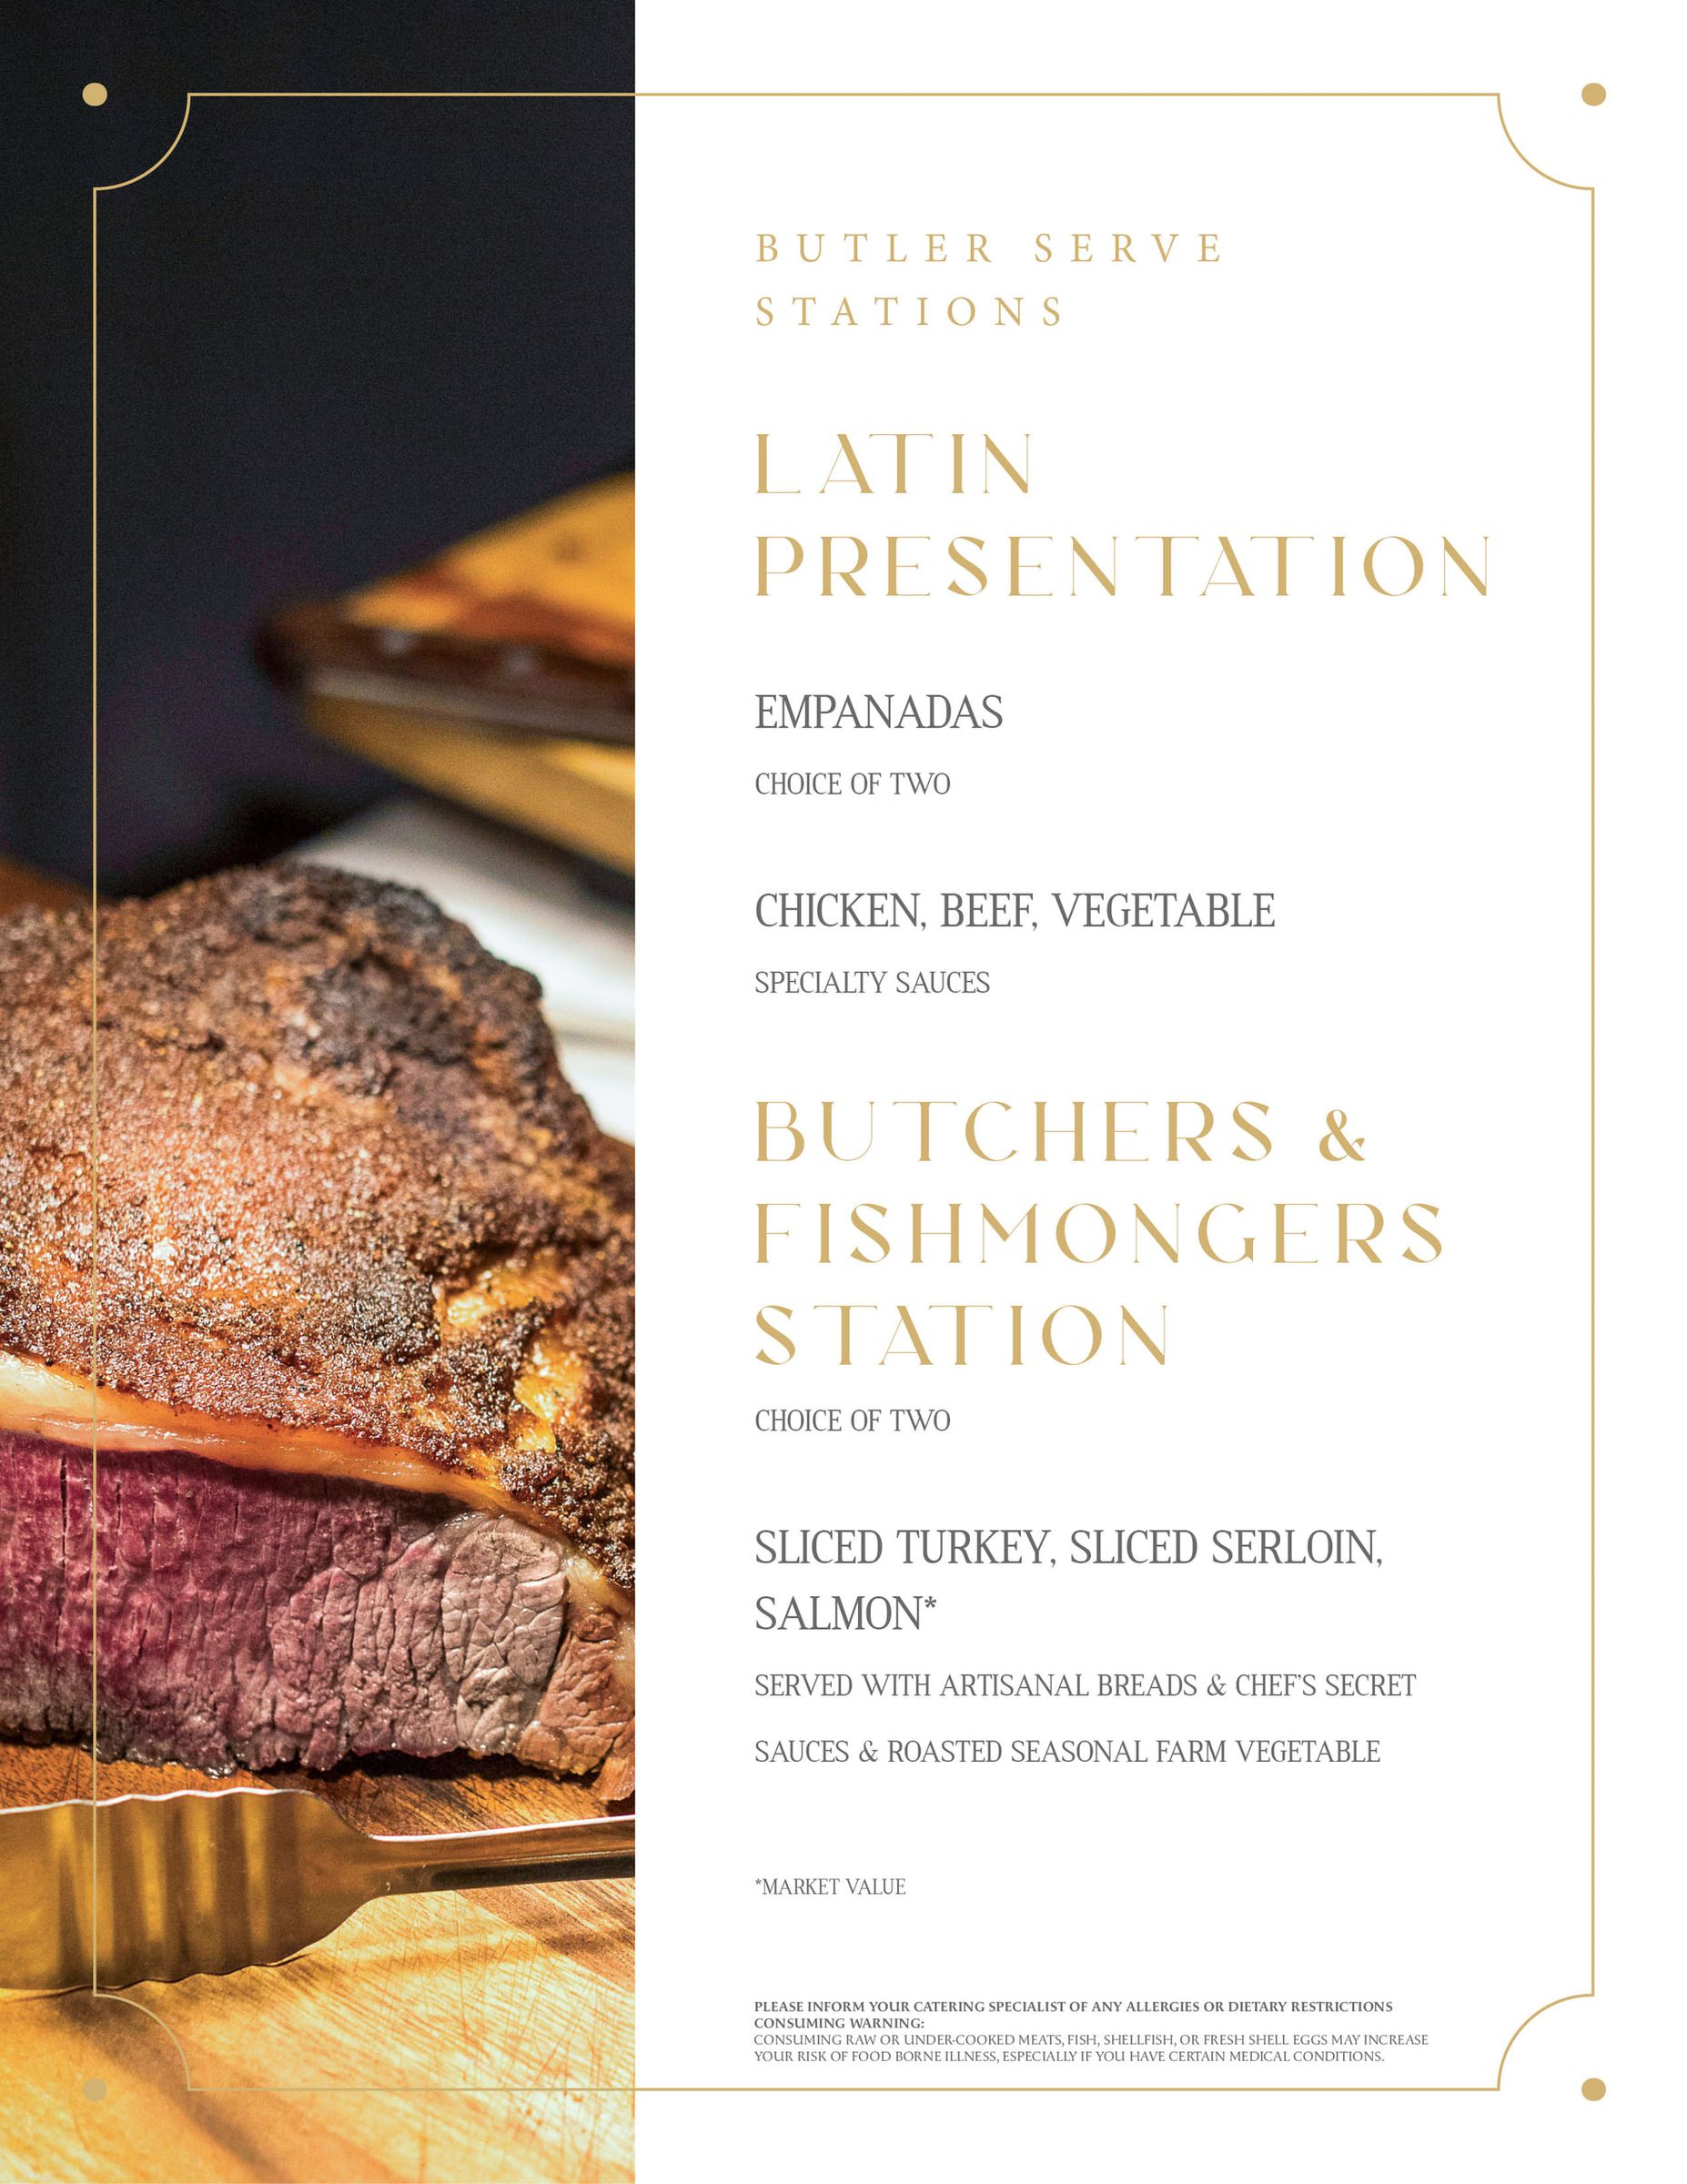 BUTLER SERVE
STATIONS
LATIN
PRESENTATION
EMPANADAS
CHOICE OF TWO
CHICKEN, BEEF, VEGETABLE
SPECIALTY SAUCES
BUTCHERS &
FISHMONGERS
STATION
CHOICE OF TWO
SLICED TURKEY, SLICED SERLOIN,
SALMON*
SERVED WITH ARTISANAL BREADS & CHEF'S SECRET
SAUCES & ROASTED SEASONAL FARM VEGETABLE
*MARKET VALUE
PLEASE INFORM YOUR CATERING SPECIALIST OF ANY ALLERGIES OR DIETARY RESTRICTIONS
CONSUMING WARNING:
CONSUMING RAW OR UNDER-COOKED MEATS, FISH, SHELLFISH, OR FRESH SHELL EGGS MAY INCREASE
YOUR RISK OF FOOD BORNE ILLNESS, ESPECIALLY IF YOU HAVE CERTAIN MEDICAL CONDITIONS.